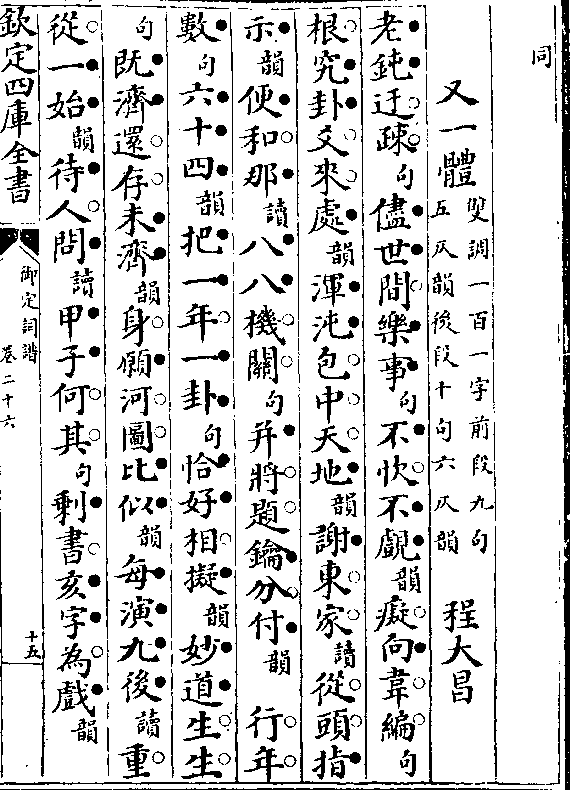 同
又一體 雙調一百一字前段九句
五仄韻後段十句六仄韻 程大昌
老鈍迂疎句儘世間樂事句不忺不覷韻癡向韋編句
根究卦爻來處韻渾沌包中天地韻謝東家讀從頭指
示韻便和那讀八八機關句并將題鑰分付韻 行年
數句六十四韻把一年一卦句恰好相擬韻妙道生生
句既濟還存未濟韻身願河圖比似韻每演九後讀重
從一始韻待人問讀甲子何其句剩書亥字為戲韻
欽定四庫全書
御定詞譜
卷二十六
十五